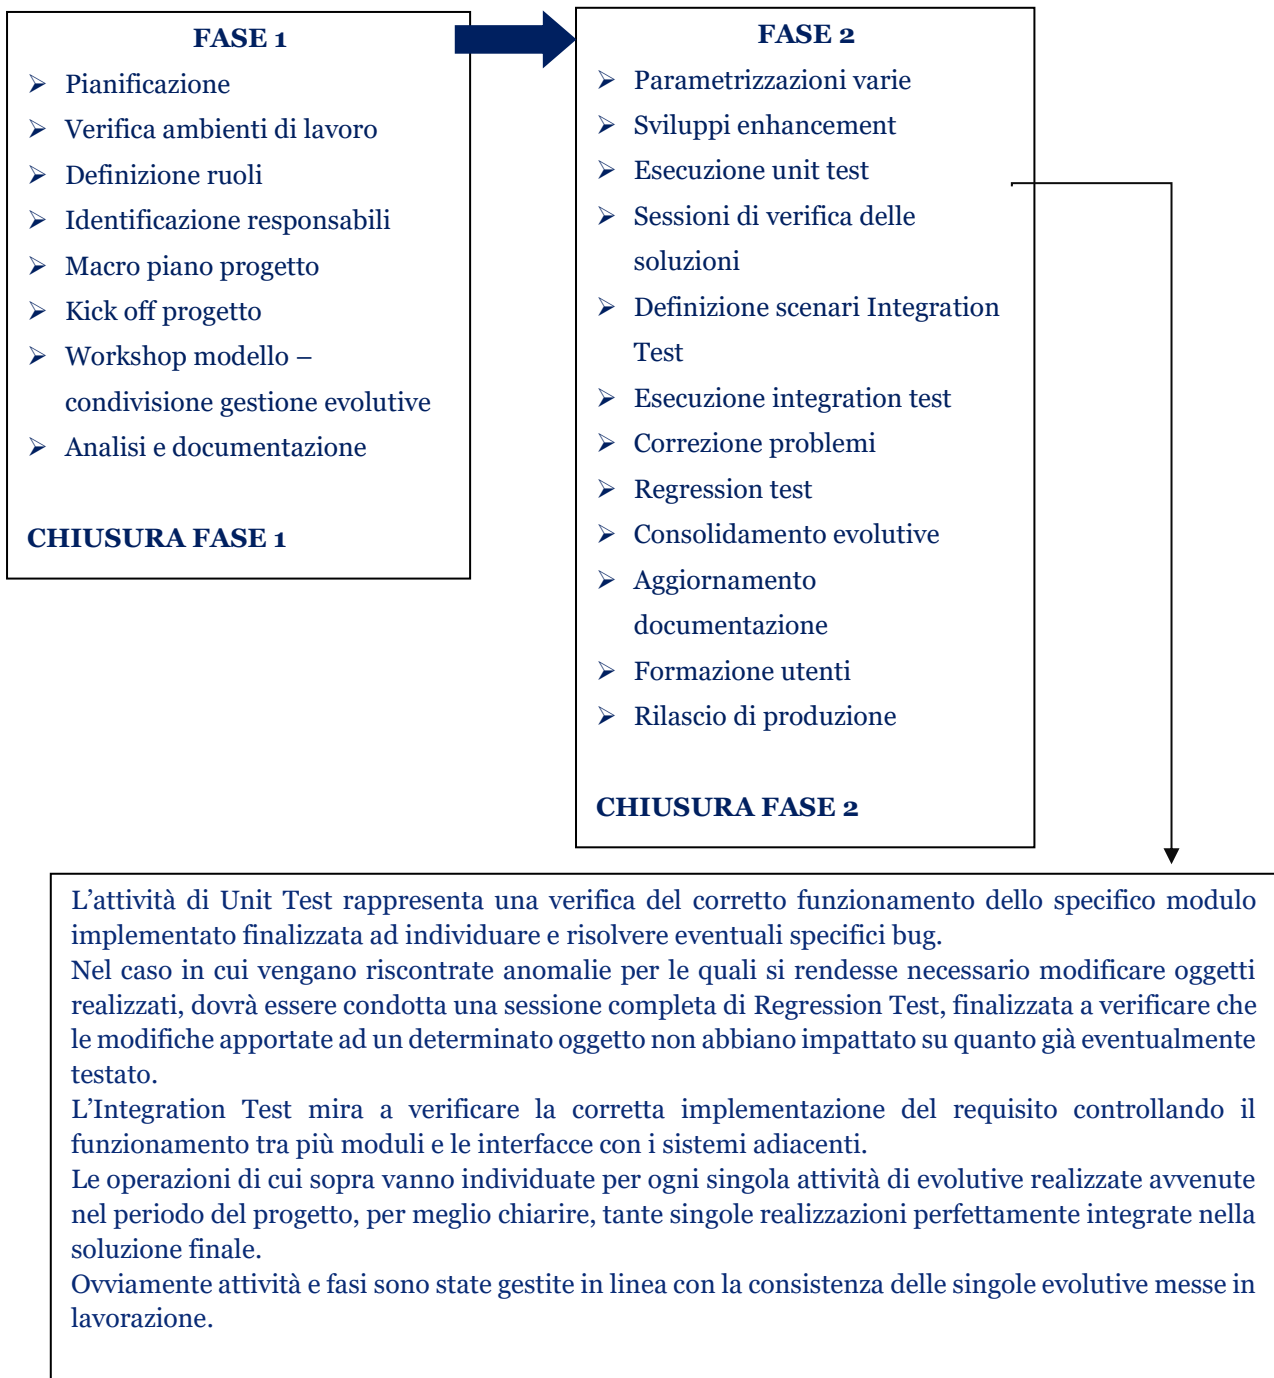 FASE 1
➢ Pianificazione
➢ Verifica ambienti di lavoro
➢ Definizione ruoli
➢ Identificazione responsabili
➢ Macro piano progetto
➢ Kick off progetto
➢ Workshop modello –
condivisione gestione evolutive
➢ Analisi e documentazione
CHIUSURA FASE 1
FASE 2
➢ Parametrizzazioni varie
➢ Sviluppi enhancement
➢ Esecuzione unit test
➢ Sessioni di verifica delle
soluzioni
➢ Definizione scenari Integration
Test
➢ Esecuzione integration test
➢ Correzione problemi
➢ Regression test
➢ Consolidamento evolutive
➢ Aggiornamento
documentazione
➢ Formazione utenti
➢ Rilascio di produzione
CHIUSURA FASE 2
L’attività di Unit Test rappresenta una verifica del corretto funzionamento dello specifico modulo
implementato finalizzata ad individuare e risolvere eventuali specifici bug.
Nel caso in cui vengano riscontrate anomalie per le quali si rendesse necessario modificare oggetti
realizzati, dovrà essere condotta una sessione completa di Regression Test, finalizzata a verificare che
le modifiche apportate ad un determinato oggetto non abbiano impattato su quanto già eventualmente
testato.
L’Integration Test mira a verificare la corretta implementazione del requisito controllando il
funzionamento tra più moduli e le interfacce con i sistemi adiacenti.
Le operazioni di cui sopra vanno individuate per ogni singola attività di evolutive realizzate avvenute
nel periodo del progetto, per meglio chiarire, tante singole realizzazioni perfettamente integrate nella
soluzione finale.
Ovviamente attività e fasi sono state gestite in linea con la consistenza delle singole evolutive messe in
lavorazione.